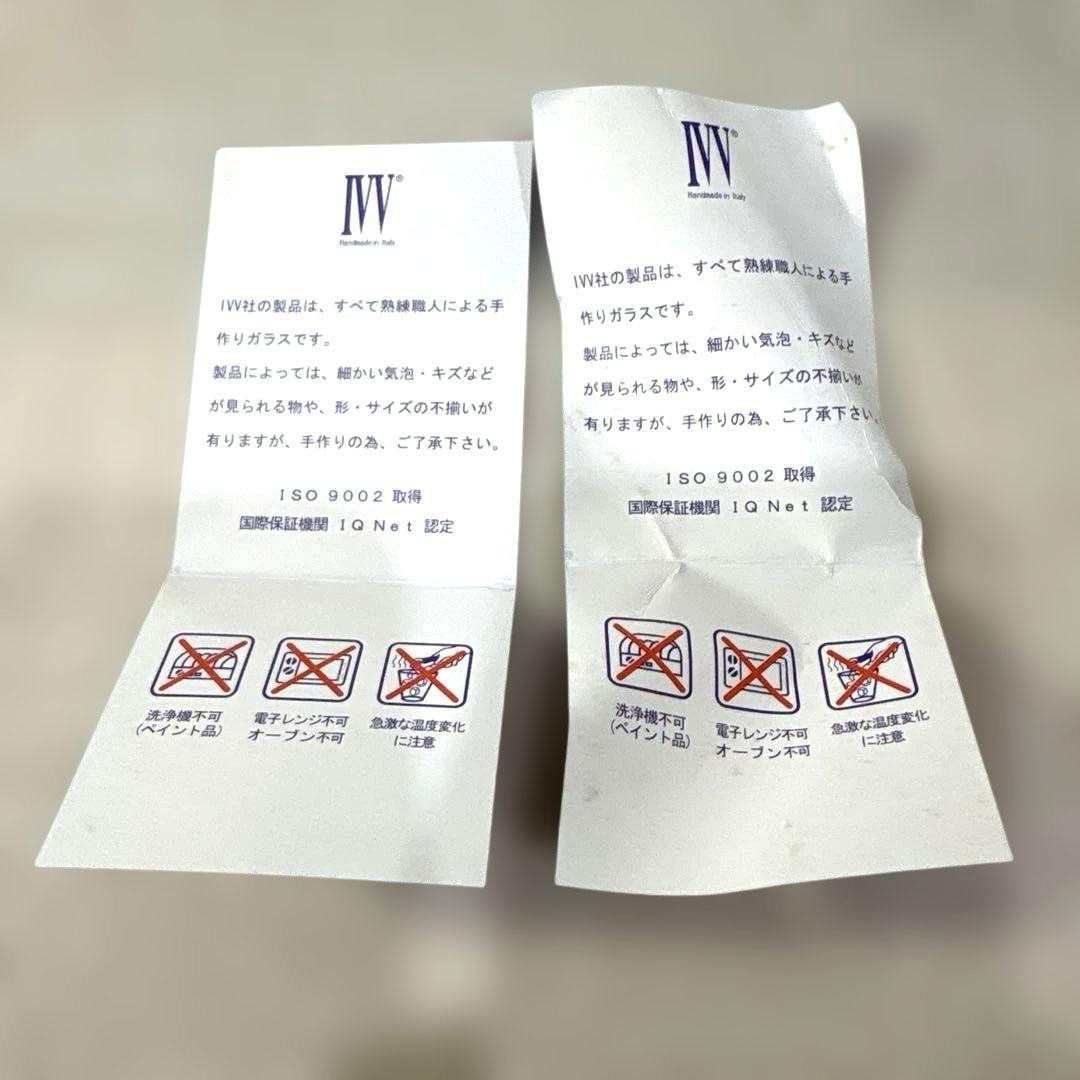 IVV®
Handmade in Italy
IVV社の製品は、すべて熟練職人による手
作りガラスです。
製品によっては、細かい気泡・キズなど
が見られる物や、形・サイズの不揃いが
有りますが、手作りの為、ご了承下さい。
ISO 9002 取得
国際保証機関 IQNet 認定
洗浄機不可
(ペイント品)
電子レンジ不可
オーブン不可
急激な温度変化
に注意
IVV®
Handmade in Italy
IVV社の製品は、すべて熟練職人による手
作りガラスです。
製品によっては、細かい気泡・キズなど
が見られる物や、形・サイズの不揃いが
有りますが、手作りの為、ご了承下さい。
ISO 9002 取得
国際保証機関 IQNet 認定
洗浄機不可
(ペイント品)
電子レンジ不可
オーブン不可
急激な温度変化
に注意